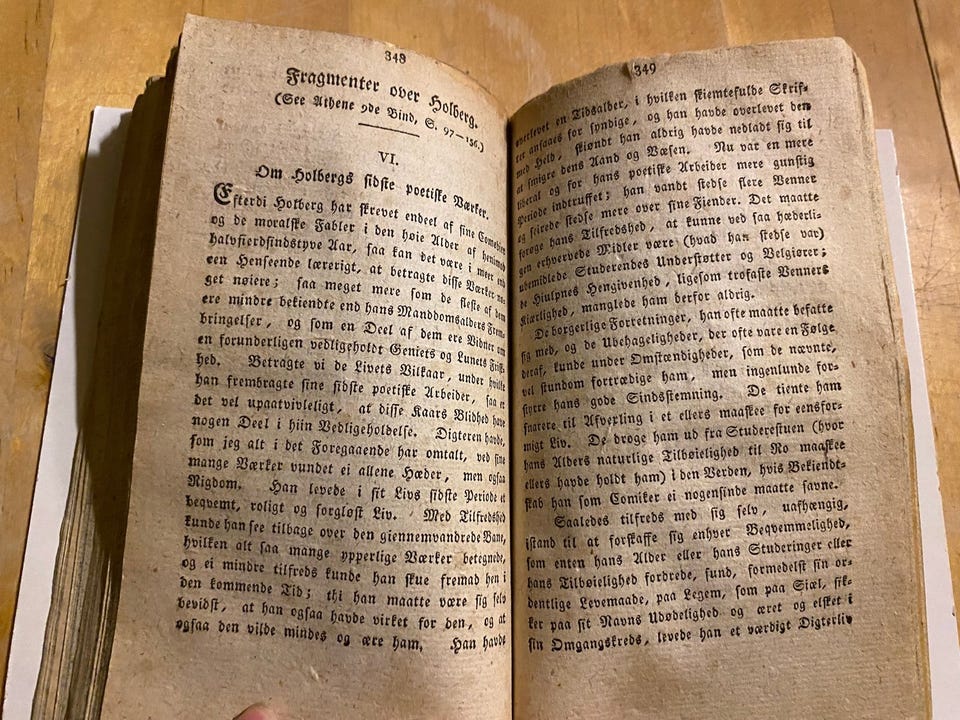 348
Fragmenter over Holberg.
(See Athene 9de Bind, S. 97—156.)
VI.
Om Holbergs sidste poetiske Værker.
Efterdi Holberg har skrevet endeel af sine Comedier
og de moralske Fabler i den høie Alder af henimod
halvfierdsindstyve Aar, saa kan det være i meer end
een Henseende lærerigt, at betragte disse Værker no-
get nøiere; saa meget mere som de fleste af dem
ere mindre bekiendte end hans Manddomsalders Frem-
bringelser, og som en Deel af dem ere Vidner om
en forunderligen vedligeholdt Geniets og Lunets Frisk-
hed. Betragte vi de Livets Vilkaar, under hvilke
han frembragte sine sidste poetiske Arbeider, saa er
det vel upaatvivleligt, at disse Kaars Blidhed have
nogen Deel i hiin Vedligeholdelse. Digteren havde,
som jeg alt i det Foregaaende har omtalt, ved sine
mange Værker vundet ei allene Hæder, men ogsaa
Rigdom. Han levede i sit Livs sidste Periode et
beqvemt, roligt og sorgløst Liv. Med Tilfredshed
kunde han see tilbage over den giennemvandrede Bane,
hvilken alt saa mange ypperlige Værker betegnede,
og ei mindre tilfreds kunde han skue fremad hen i
den kommende Tid; thi han maatte være sig selv
bevidst, at han ogsaa havde virket for den, og at
ogsaa den vilde mindes og ære ham. Han havde
349
overlevet en Tidsalder, i hvilken skiemtefulde Skrif-
ter ansaaes for syndige, og han havde overlevet den
med Held, skiøndt han aldrig havde nedladt sig til
at smigre dens Aand og Væsen. Nu var en mere
liberal og for hans poetiske Arbeider mere gunstig
Periode indtruffet; han vandt stedse flere Venner
og seirede stedse mere over sine Fiender. Det maatte
forøge hans Tilfredshed, at kunne ved saa hæderli-
gen erhvervede Midler være (hvad han stedse var)
ubemidlede Studerendes Understøtter og Velgiører;
de Hiulpnes Hengivenhed, ligesom trofaste Venners
Kiærlighed, manglede ham derfor aldrig.
De borgerlige Forretninger, han ofte maatte befatte
sig med, og de Ubehageligheder, der ofte vare en Følge
deraf, kunde under Omstændigheder, som de nævnte,
vel stundom fortrædige ham, men ingenlunde for-
styrre hans gode Sindsstemning. De tiente ham
snarere til Afvexling i et ellers maaskee for eensfor-
migt Liv. De droge ham ud fra Studerestuen (hvor
hans Alders naturlige Tilbøielighed til Ro maaskee
ellers havde holdt ham) i den Verden, hvis Bekiendt-
skab han som Comiker ei nogensinde maatte savne.
Saaledes tilfreds med sig selv, uafhængig,
istand til at forskaffe sig enhver Beqvemmelighed,
som enten hans Alder eller hans Studeringer eller
hans Tilbøielighed fordrede, sund, formedelst sin or-
dentlige Levemaade, paa Legem, som paa Siæl, sik-
ker paa sit Navns Udødelighed og æret og elsket i
sin Omgangskreds, levede han et værdigt Digterliv